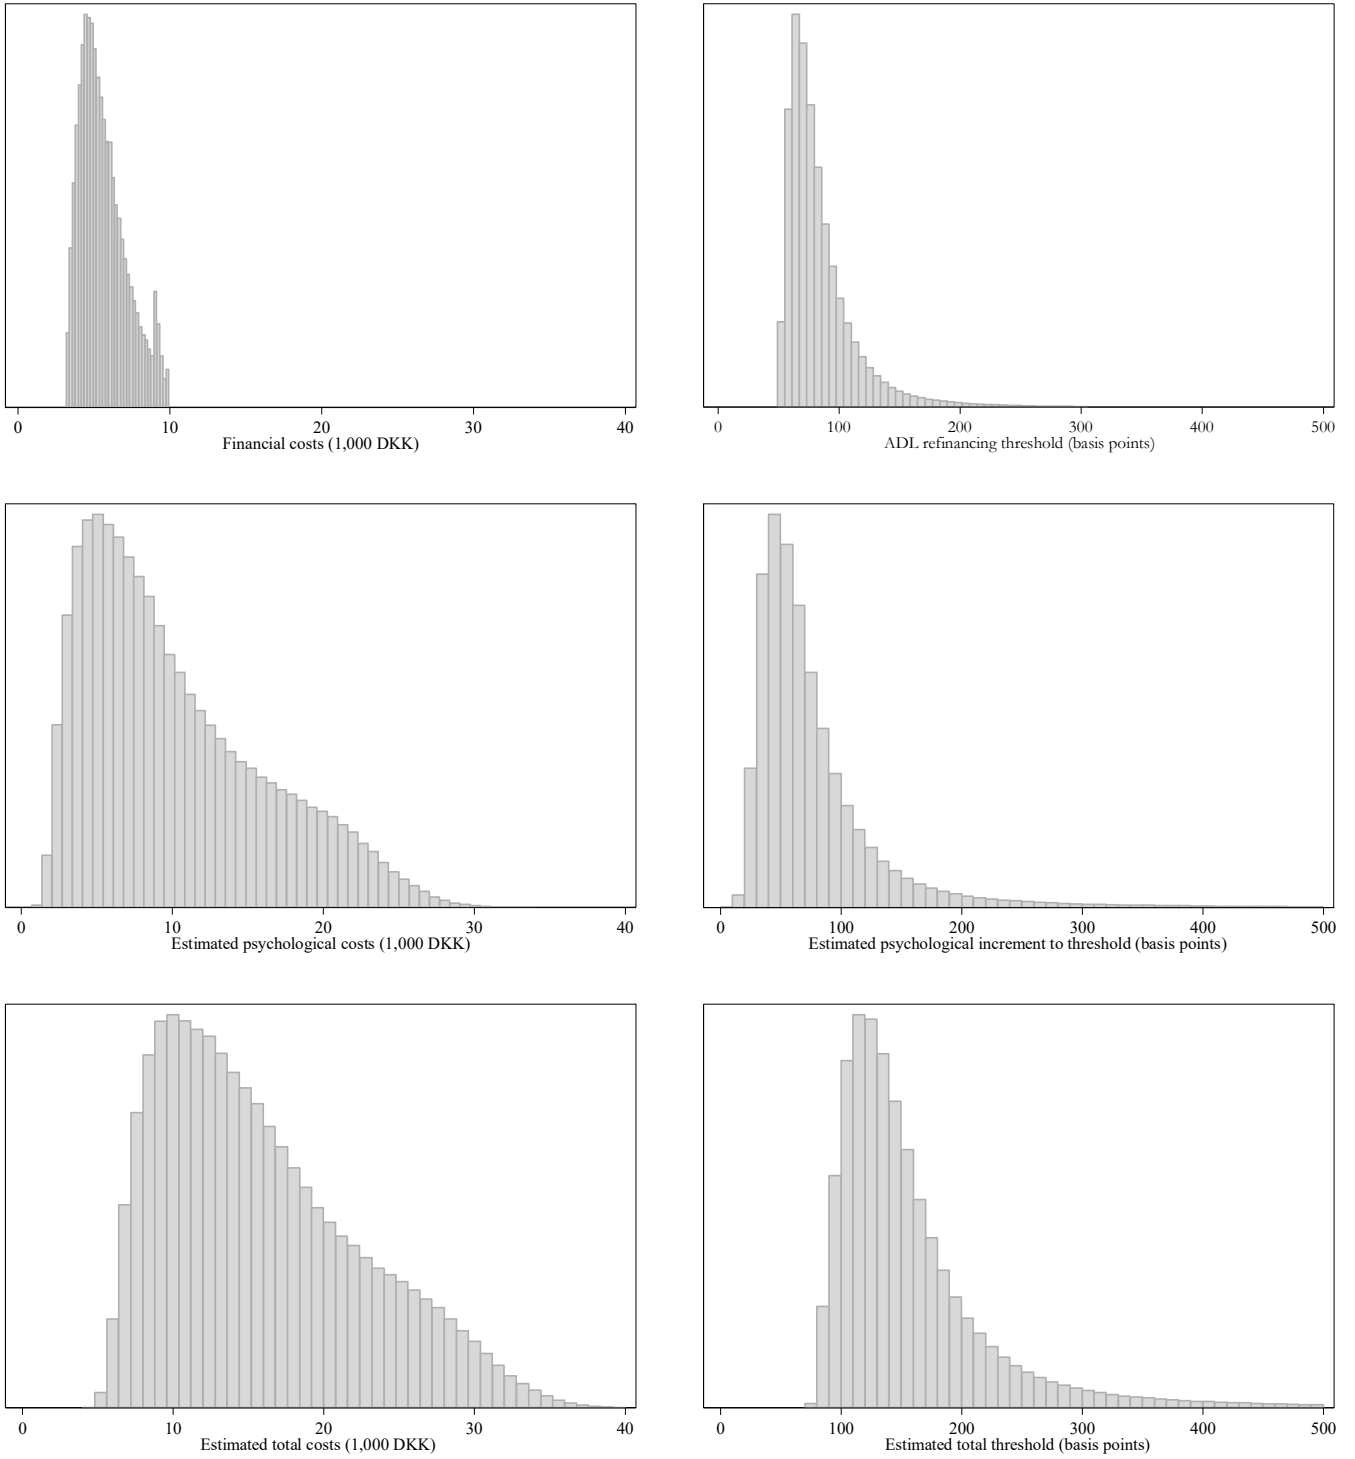 0 10 20 30 40
Financial costs (1,000 DKK)
0 100 200 300 400 500
ADL refinancing threshold (basis points)
0 10 20 30 40
Estimated psychological costs (1,000 DKK)
0 100 200 300 400 500
Estimated psychological increment to threshold (basis points)
0 10 20 30 40
Estimated total costs (1,000 DKK)
0 100 200 300 400 500
Estimated total threshold (basis points)